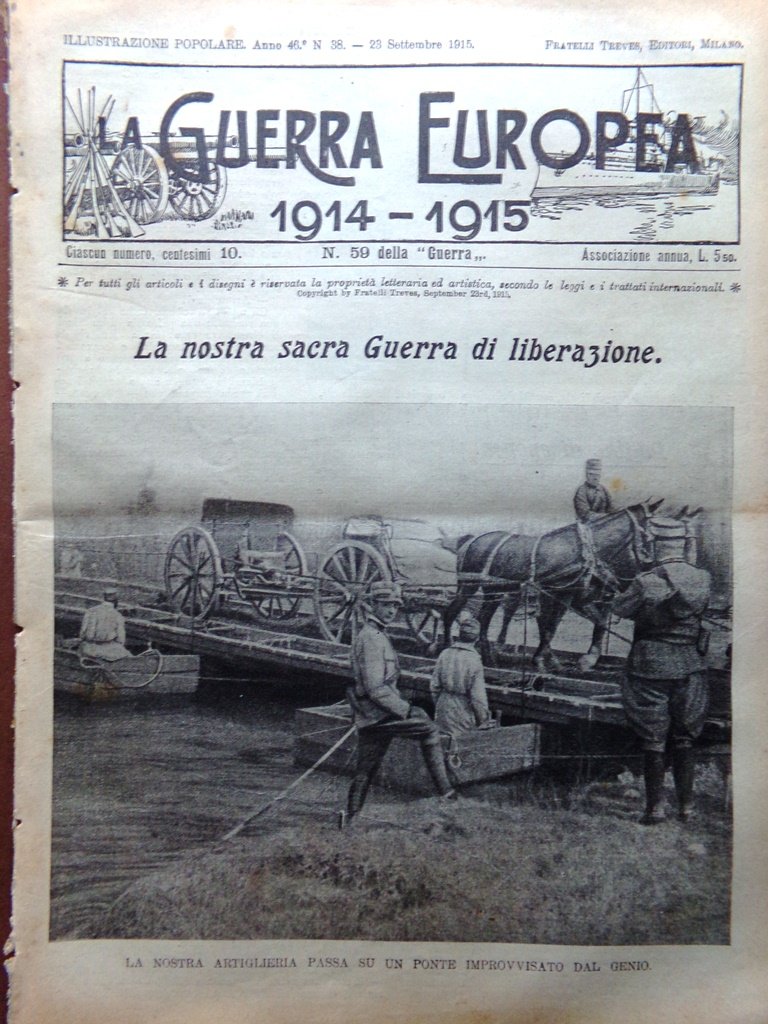 ILLUSTRAZIONE POPOLARE. Anno 46.º N 38. — 23 Settembre 1915. FRATELLI TREVES, EDITORI, MILANO.
LA GUERRA EUROPEA
1914-1915
Ciascun numero, centesimi 10. N. 59 della "Guerra„. Associazione annua, L. 5 50.
* Per tutti gli articoli e i disegni è riservata la proprietà letteraria ed artistica, secondo le leggi e i trattati internazionali. *
Copyright by Fratelli Treves, September 23rd, 1915.
La nostra sacra Guerra di liberazione.
LA NOSTRA ARTIGLIERIA PASSA SU UN PONTE IMPROVVISATO DAL GENIO.